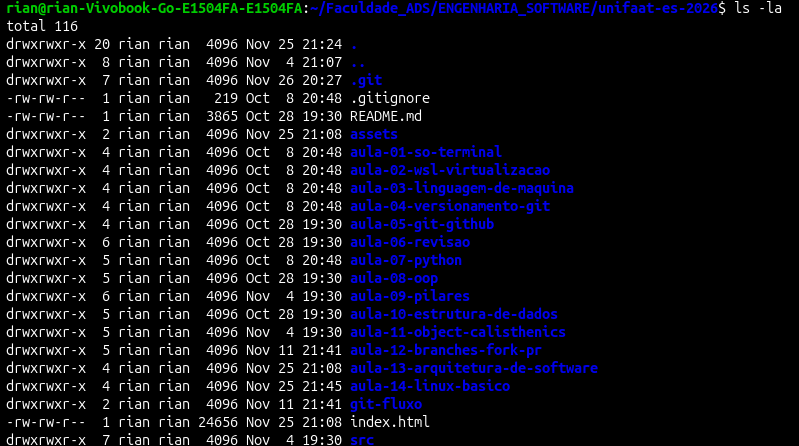 rian@rian-Vivobook-Go-E1504FA-E1504FA:~/Faculdade_ADS/ENGENHARIA_SOFTWARE/unifaat-es-2026$ ls -la
total 116
drwxrwxr-x 20 rian rian  4096 Nov 25 21:24 .
drwxrwxr-x  8 rian rian  4096 Nov  4 21:07 ..
drwxrwxr-x  7 rian rian  4096 Nov 26 20:27 .git
-rw-rw-r--  1 rian rian   219 Oct  8 20:48 .gitignore
-rw-rw-r--  1 rian rian  3865 Oct 28 19:30 README.md
drwxrwxr-x  2 rian rian  4096 Nov 25 21:08 assets
drwxrwxr-x  4 rian rian  4096 Oct  8 20:48 aula-01-so-terminal
drwxrwxr-x  4 rian rian  4096 Oct  8 20:48 aula-02-wsl-virtualizacao
drwxrwxr-x  4 rian rian  4096 Oct  8 20:48 aula-03-linguagem-de-maquina
drwxrwxr-x  4 rian rian  4096 Oct  8 20:48 aula-04-versionamento-git
drwxrwxr-x  4 rian rian  4096 Oct 28 19:30 aula-05-git-github
drwxrwxr-x  6 rian rian  4096 Oct 28 19:30 aula-06-revisao
drwxrwxr-x  5 rian rian  4096 Oct  8 20:48 aula-07-python
drwxrwxr-x  5 rian rian  4096 Oct 28 19:30 aula-08-oop
drwxrwxr-x  6 rian rian  4096 Nov  4 19:30 aula-09-pilares
drwxrwxr-x  5 rian rian  4096 Oct 28 19:30 aula-10-estrutura-de-dados
drwxrwxr-x  5 rian rian  4096 Nov  4 19:30 aula-11-object-calisthenics
drwxrwxr-x  5 rian rian  4096 Nov 11 21:41 aula-12-branches-fork-pr
drwxrwxr-x  4 rian rian  4096 Nov 25 21:08 aula-13-arquitetura-de-software
drwxrwxr-x  4 rian rian  4096 Nov 25 21:45 aula-14-linux-basico
drwxrwxr-x  2 rian rian  4096 Nov 11 21:41 git-fluxo
-rw-rw-r--  1 rian rian 24656 Nov 25 21:08 index.html
drwxrwxr-x  7 rian rian  4096 Nov  4 19:30 src